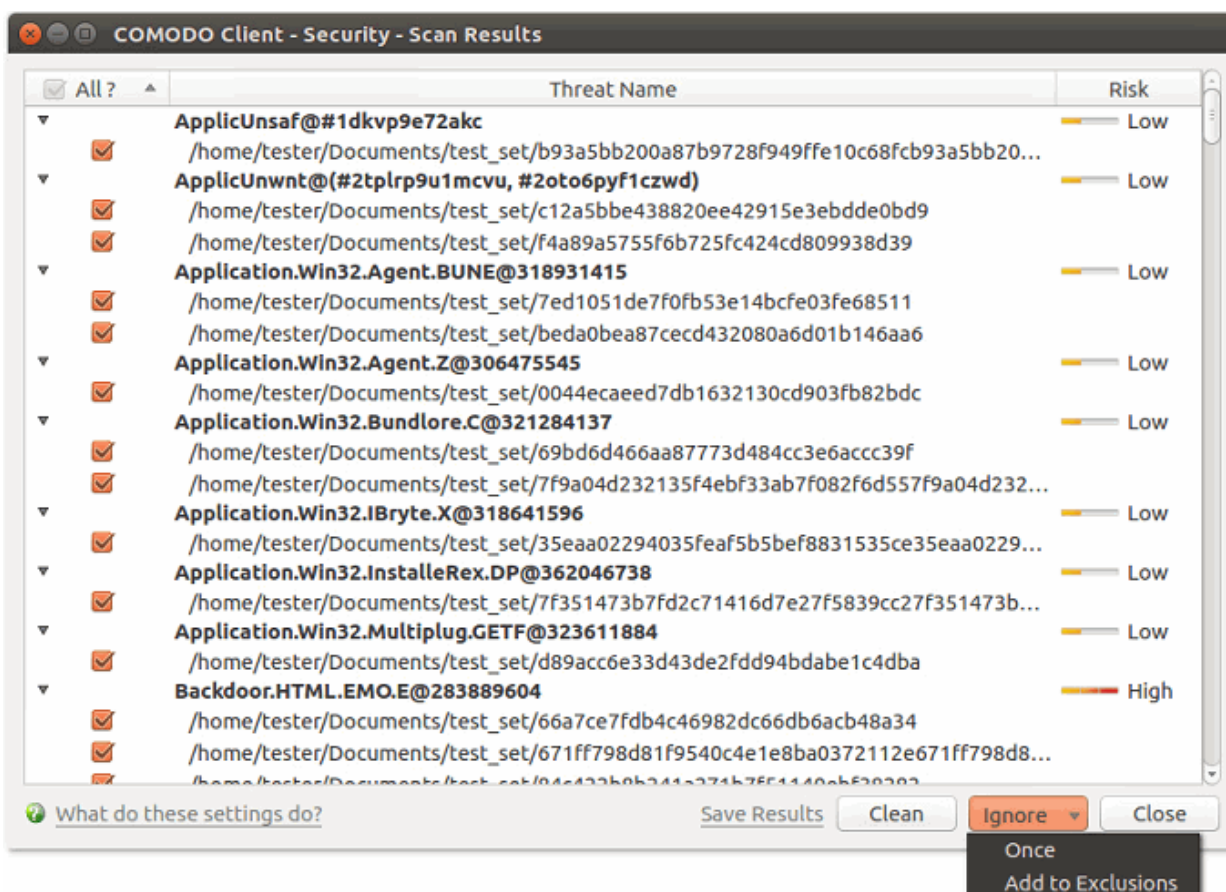 COMODO Client - Security - Scan Results
All ? Threat Name Risk
ApplicUnsaf@#1dkvp9e72akc Low
/home/tester/Documents/test_set/b93a5bb200a87b9728f949ffe10c68fcb93a5bb20...
ApplicUnwnt@(#2tplrp9u1mcvu, #2oto6pyf1czwd) Low
/home/tester/Documents/test_set/c12a5bbe438820ee42915e3ebdde0bd9
/home/tester/Documents/test_set/f4a89a5755f6b725fc424cd809938d39
Application.Win32.Agent.BUNE@318931415 Low
/home/tester/Documents/test_set/7ed1051de7f0fb53e14bcfe03fe68511
/home/tester/Documents/test_set/beda0bea87cecd432080a6d01b146aa6
Application.Win32.Agent.Z@306475545 Low
/home/tester/Documents/test_set/0044ecaeed7db1632130cd903fb82bdc
Application.Win32.Bundlore.C@321284137 Low
/home/tester/Documents/test_set/69bd6d466aa87773d484cc3e6accc39f
/home/tester/Documents/test_set/7f9a04d232135f4ebf33ab7f082f6d557f9a04d232...
Application.Win32.IBryte.X@318641596 Low
/home/tester/Documents/test_set/35eaa02294035feaf5b5bef8831535ce35eaa0229...
Application.Win32.InstalleRex.DP@362046738 Low
/home/tester/Documents/test_set/7f351473b7fd2c71416d7e27f5839cc27f351473b...
Application.Win32.Multiplug.GETF@323611884 Low
/home/tester/Documents/test_set/d89acc6e33d43de2fdd94bdabe1c4dba
Backdoor.HTML.EMO.E@283889604 High
/home/tester/Documents/test_set/66a7ce7fdb4c46982dc66db6acb48a34
/home/tester/Documents/test_set/671ff798d81f9540c4e1e8ba0372112e671ff798d8...
What do these settings do? Save Results Clean Ignore Close
Once
Add to Exclusions